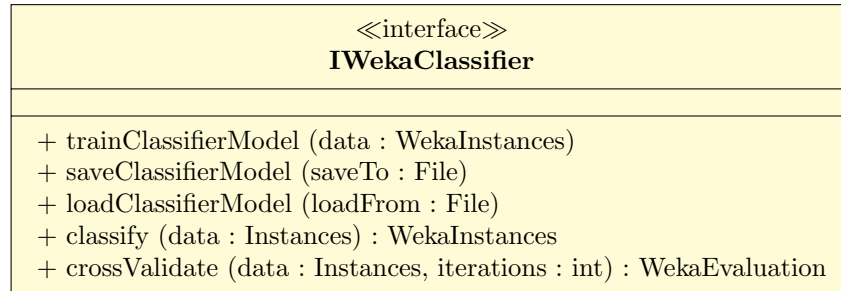 ≪interface≫
IWekaClassifier
+ trainClassifierModel (data : WekaInstances)
+ saveClassifierModel (saveTo : File)
+ loadClassifierModel (loadFrom : File)
+ classify (data : Instances) : WekaInstances
+ crossValidate (data : Instances, iterations : int) : WekaEvaluation